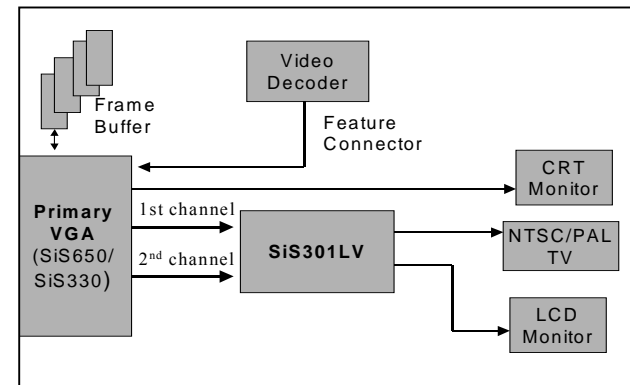 Frame
Buffer
Video
Decoder
Feature
Connector
Primary
VGA
(SiS650/
SiS330)
1st channel
2nd channel
SiS301LV
CRT
Monitor
NTSC/PAL
TV
LCD
Monitor